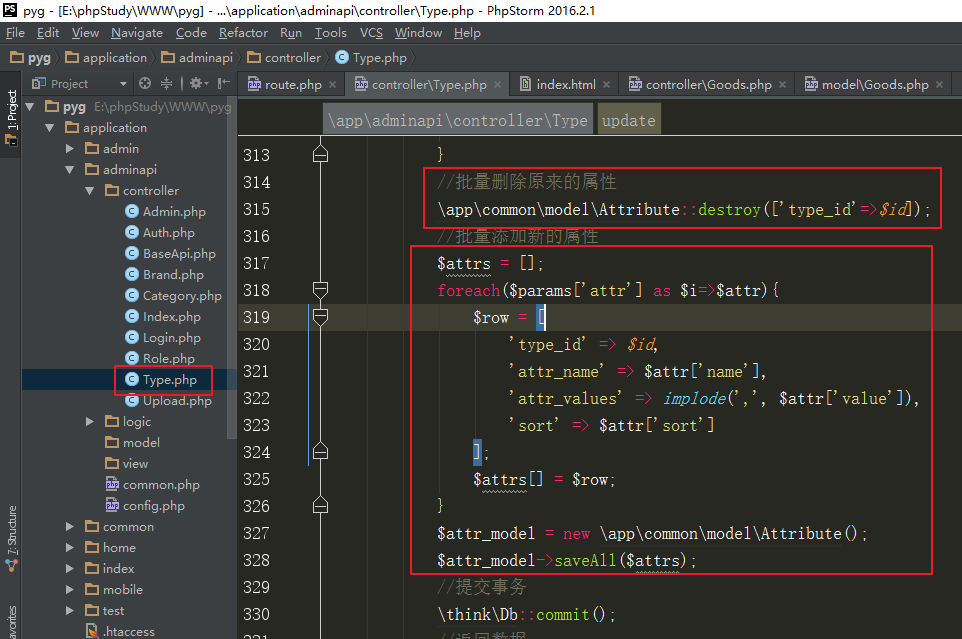 pyg - [E:\phpStudy\WWW\pyg] - ...\application\adminapi\controller\Type.php - PhpStorm 2016.2.1
File Edit View Navigate Code Refactor Run Tools VCS Window Help
pyg application adminapi controller Type.php
Project
route.php controller\Type.php index.html controller\Goods.php model\Goods.php
1: Project
7: Structure
pyg E:\phpStudy\WWW\pyg
application
admin
adminapi
controller
Admin.php
Auth.php
BaseApi.php
Brand.php
Category.php
Index.php
Login.php
Role.php
Type.php
Upload.php
logic
model
view
common.php
config.php
common
home
index
mobile
test
.htaccess
\app\adminapi\controller\Type update
313 }
314 //批量删除原来的属性
315 \app\common\model\Attribute::destroy(['type_id'=>$id]);
316 //批量添加新的属性
317 $attrs = [];
318 foreach($params['attr'] as $i=>$attr){
319 $row = [
320 'type_id' => $id,
321 'attr_name' => $attr['name'],
322 'attr_values' => implode(',', $attr['value']),
323 'sort' => $attr['sort']
324 ];
325 $attrs[] = $row;
326 }
327 $attr_model = new \app\common\model\Attribute();
328 $attr_model->saveAll($attrs);
329 //提交事务
330 \think\Db::commit();
//返回数据